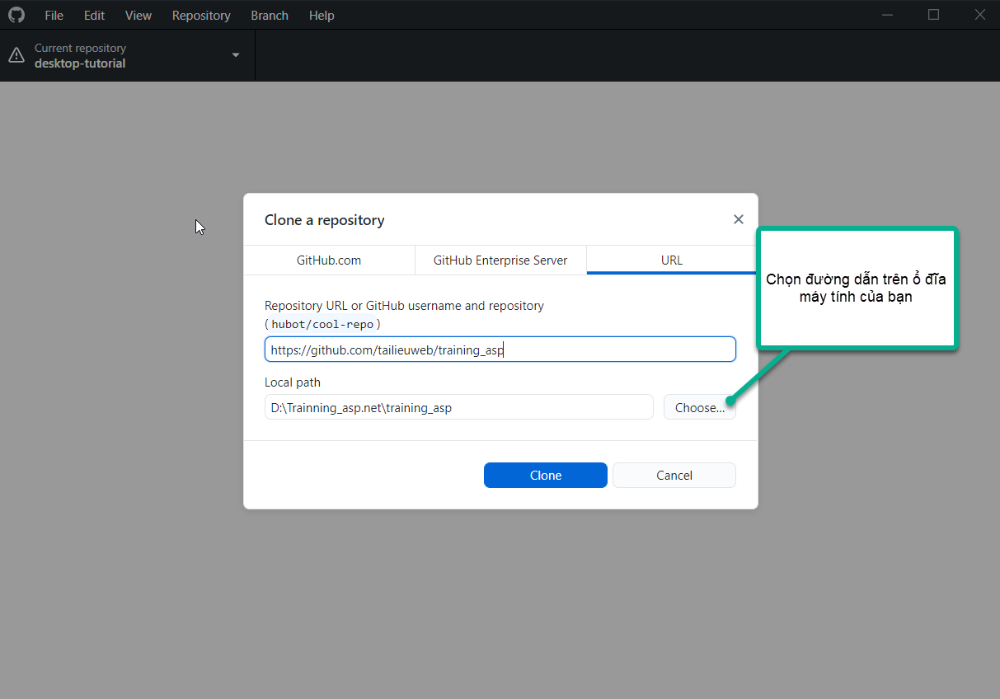 File Edit View Repository Branch Help
Current repository
desktop-tutorial
Clone a repository
GitHub.com GitHub Enterprise Server URL
Chọn đường dẫn trên ổ đĩa
máy tính của bạn
Repository URL or GitHub username and repository
(hubot/cool-repo)
https://github.com/tailieuweb/training_asp
Local path
D:\Trainning_asp.net\training_asp
Choose...
Clone Cancel